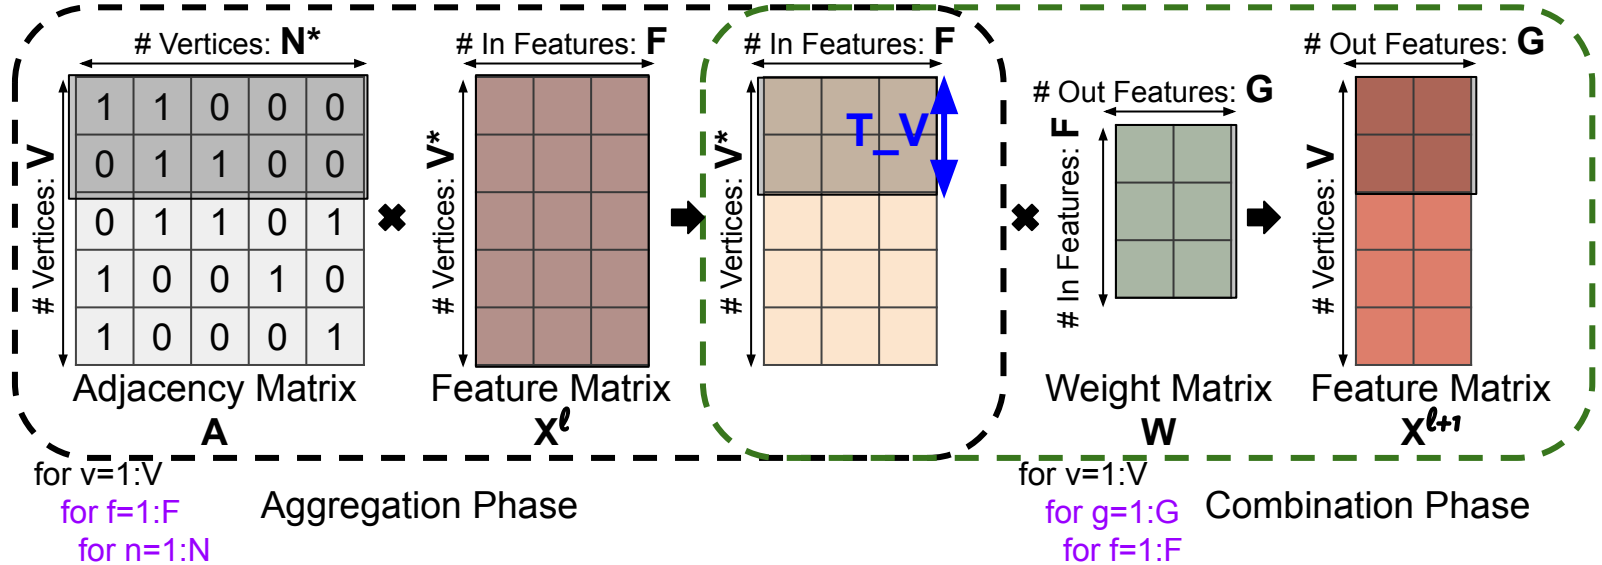 # Vertices: N*
# In Features: F
# In Features: F
# Out Features: G
# Out Features: G
# Vertices: V
1 1 0 0 0
0 1 1 0 0
0 1 1 0 1
1 0 0 1 0
1 0 0 0 1
# Vertices: V*
# Vertices: V*
T_V
# In Features: F
# Vertices: V
Adjacency Matrix
A
Feature Matrix
Xℓ
Weight Matrix
W
Feature Matrix
Xℓ+1
for v=1:V
for f=1:F
for n=1:N
Aggregation Phase
for v=1:V
for g=1:G
for f=1:F
Combination Phase